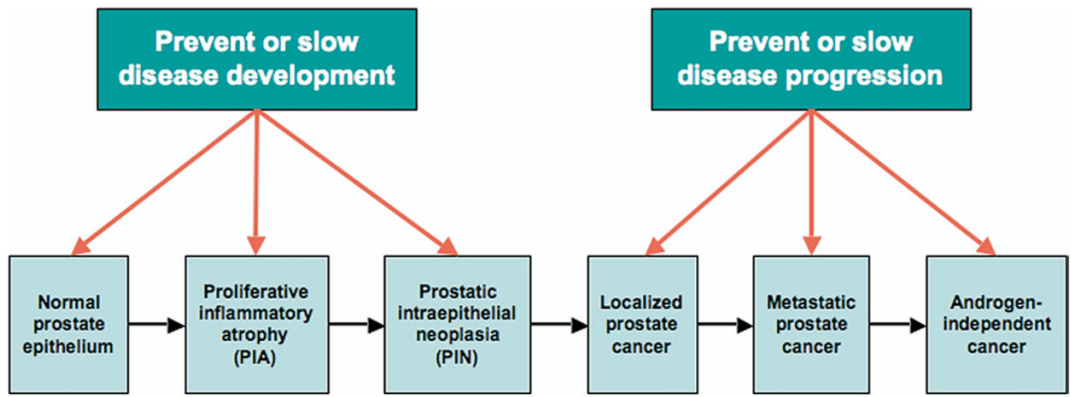 Prevent or slow
disease development
Prevent or slow
disease progression
Normal
prostate
epithelium
Proliferative
inflammatory
atrophy
(PIA)
Prostatic
intraepithelial
neoplasia
(PIN)
Localized
prostate
cancer
Metastatic
prostate
cancer
Androgen-
independent
cancer